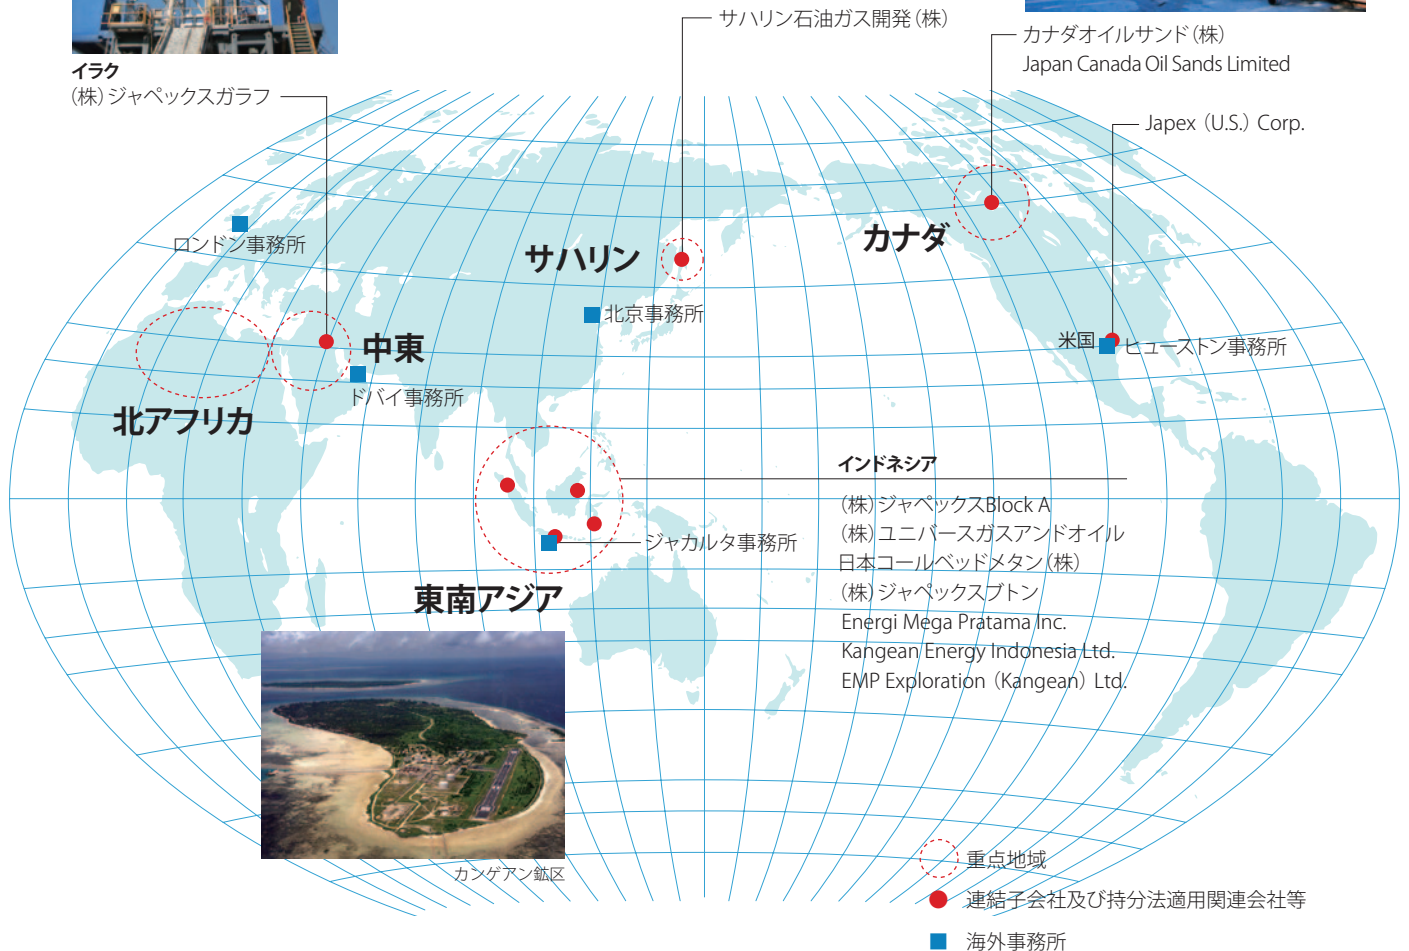 サハリン石油ガス開発(株)
カナダオイルサンド(株)
Japan Canada Oil Sands Limited
イラク
(株)ジャペックスガラフ
Japex (U.S.) Corp.
ロンドン事務所
サハリン
カナダ
北京事務所
中東
米国
ヒューストン事務所
ドバイ事務所
北アフリカ
インドネシア
(株)ジャペックスBlock A
(株)ユニバースガスアンドオイル
日本コールベッドメタン(株)
(株)ジャペックスブトン
Energi Mega Pratama Inc.
Kangean Energy Indonesia Ltd.
EMP Exploration (Kangean) Ltd.
ジャカルタ事務所
東南アジア
カンゲアン鉱区
重点地域
連結子会社及び持分法適用関連会社等
海外事務所